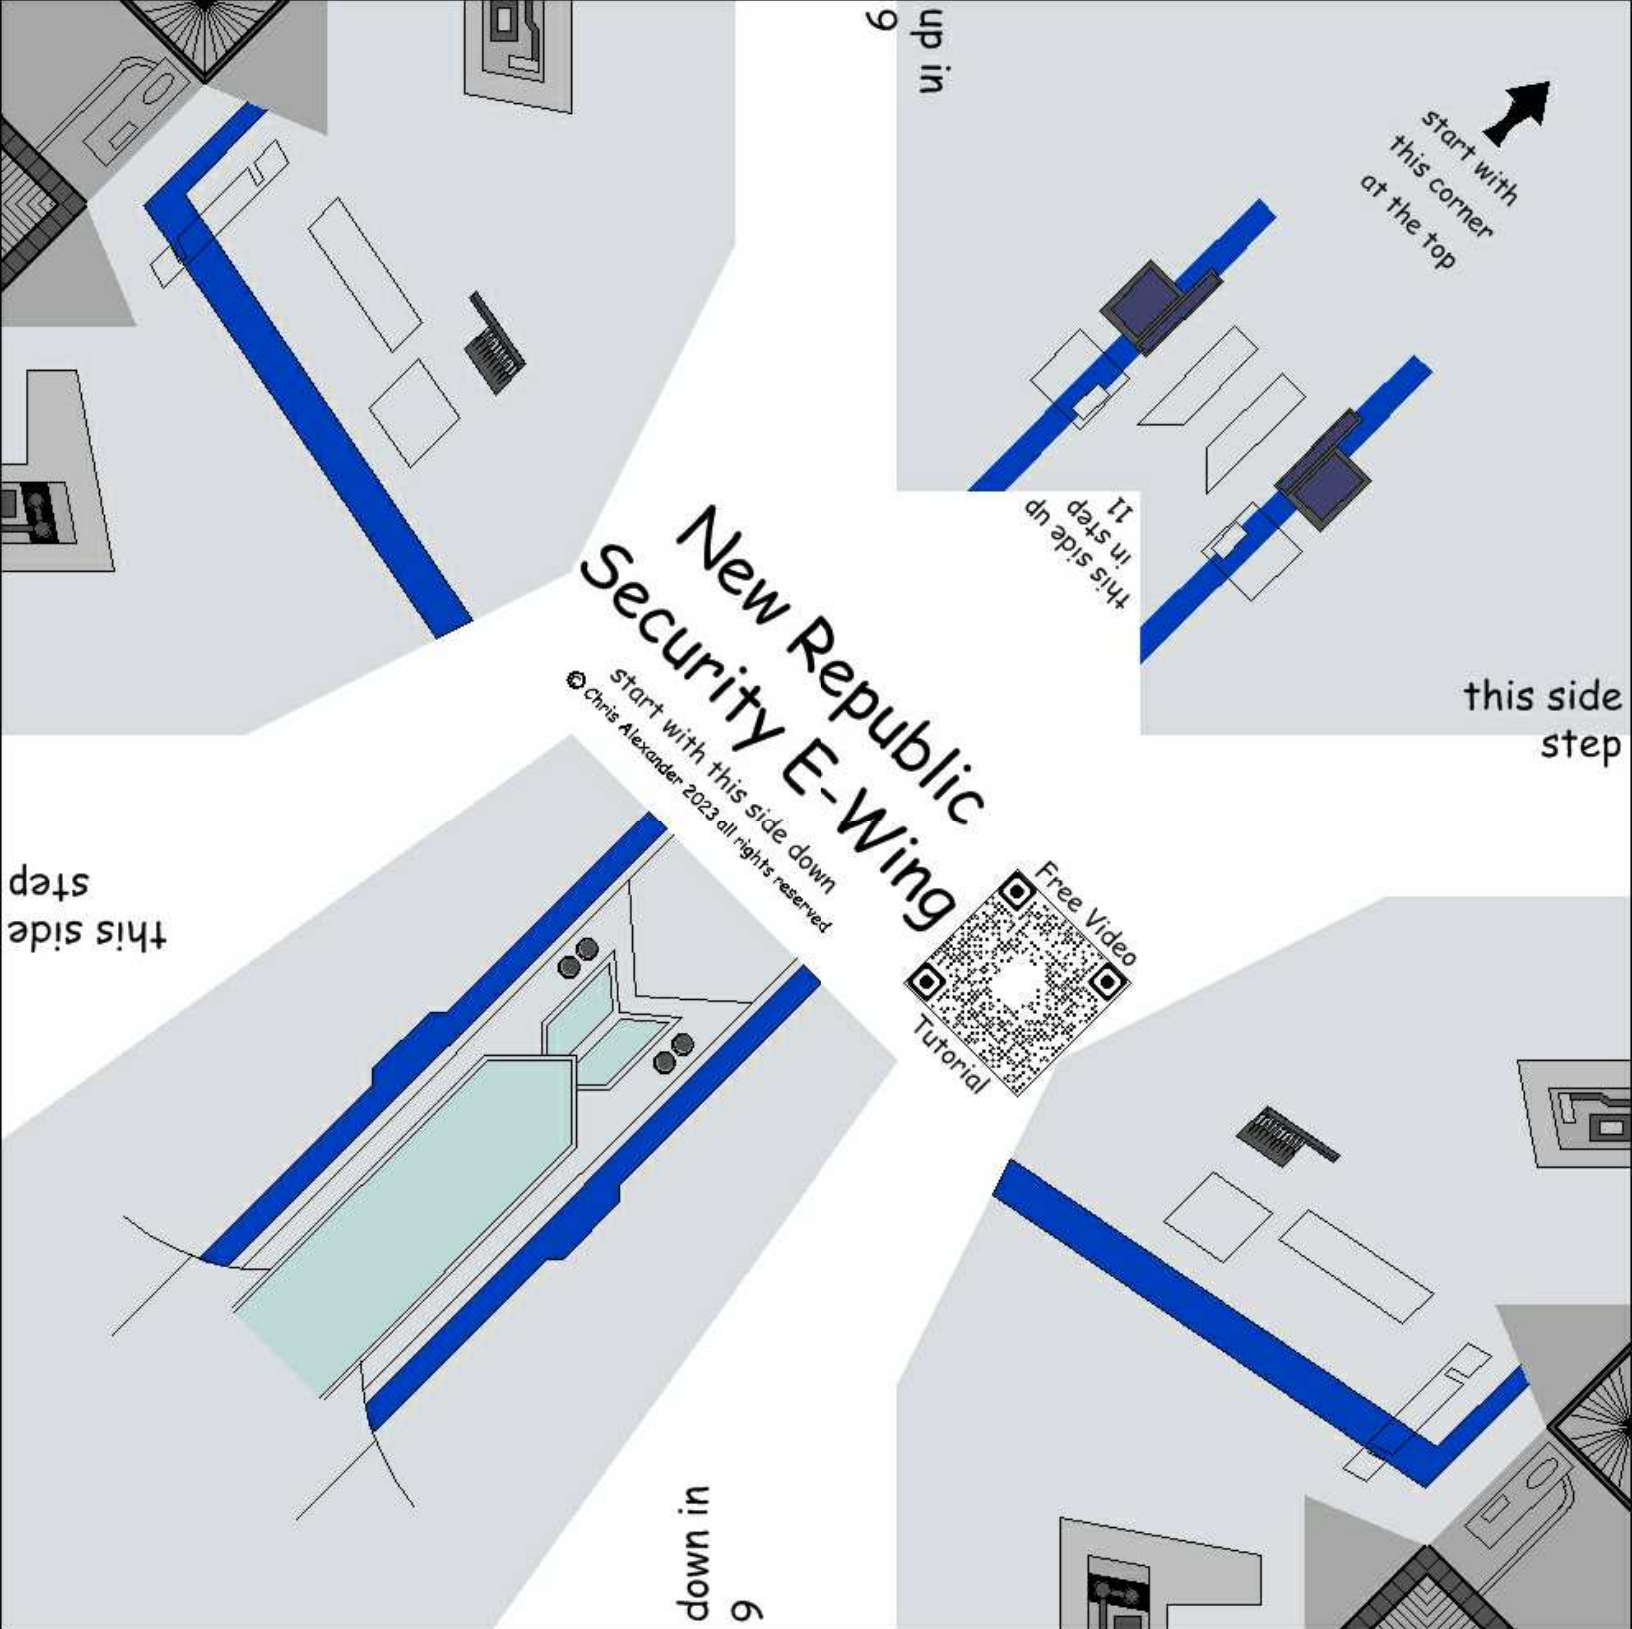 up in
9
start with
this corner
at the top
this side up
in step
11
this side
step
New Republic
Security E-Wing
start with this side down
© Chris Alexander 2023 all rights reserved
Free Video
Tutorial
this side
step
down in
9